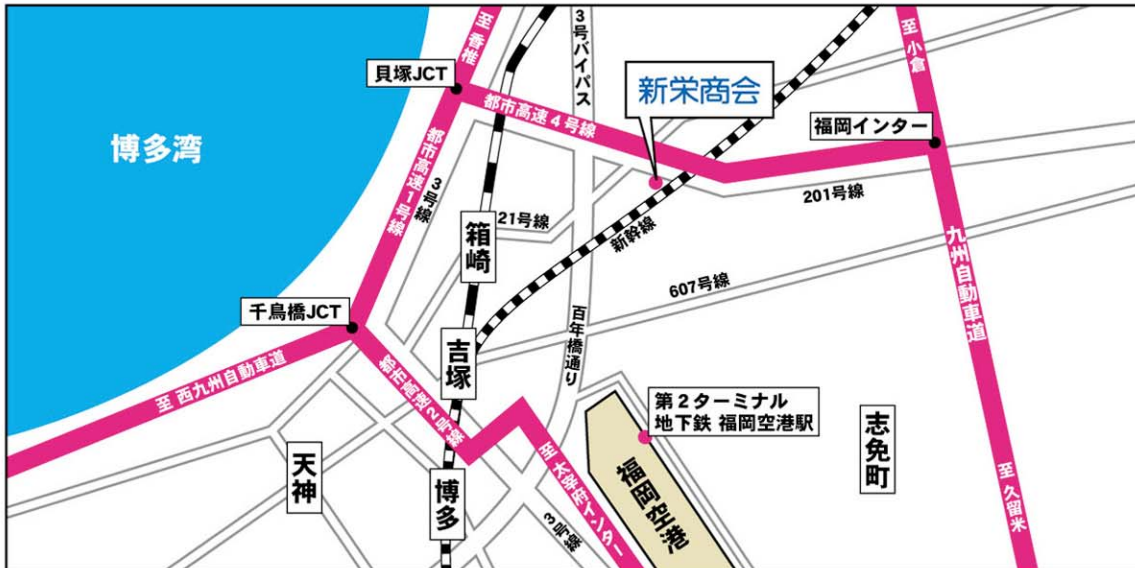 至 香椎
3号バイパス
至 小倉
貝塚JCT
新栄商会
都市高速4号線
福岡インター
博多湾
都市高速1号線
3号線
201号線
21号線
箱崎
新幹線
九州自動車道
607号線
千鳥橋JCT
百年橋通り
吉塚
至 西九州自動車道
都市高速2号線
第2ターミナル
地下鉄 福岡空港駅
志免町
天神
博多
至 太宰府インター
福岡空港
至 久留米
3号線